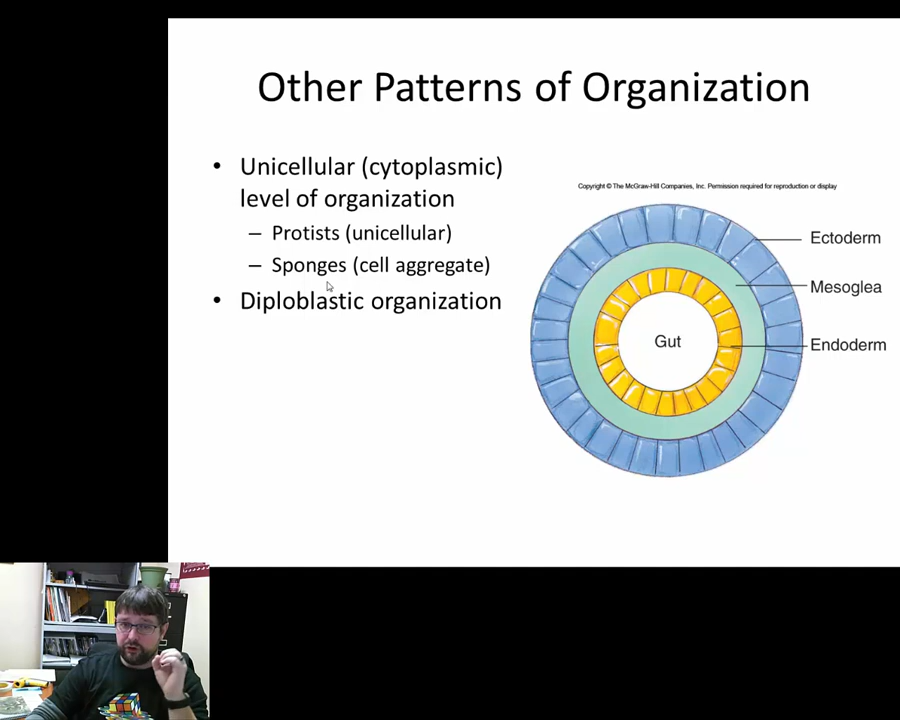 Other Patterns of Organization
• Unicellular (cytoplasmic)
level of organization
– Protists (unicellular)
– Sponges (cell aggregate)
• Diploblastic organization
Copyright © The McGraw-Hill Companies, Inc. Permission required for reproduction or display
Ectoderm
Mesoglea
Endoderm
Gut